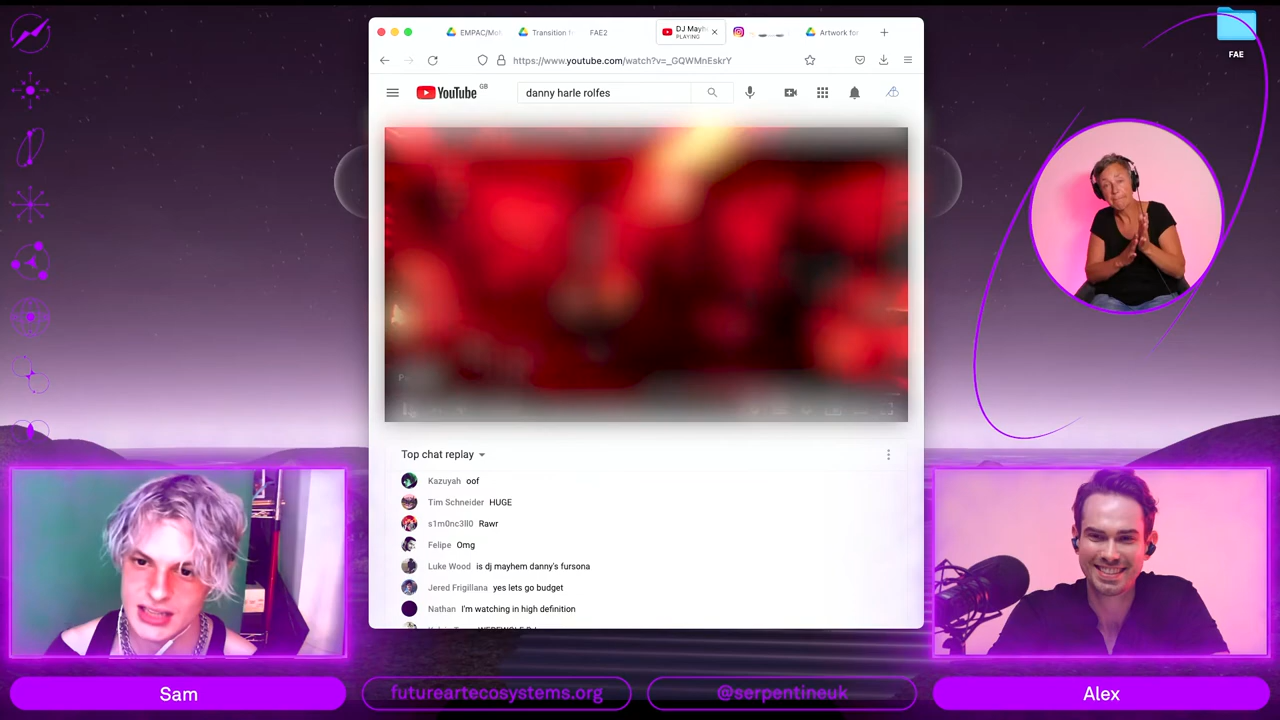 EMPAC/Mot
Transition f
FAE2
DJ Mayh
PLAYING
Artwork for
FAE
https://www.youtube.com/watch?v=_GQWMnEskrY
YouTube GB
danny harle rolfes
Top chat replay
Kazuyah oof
Tim Schneider HUGE
s1m0nc3ll0 Rawr
Felipe Omg
Luke Wood is dj mayhem danny's fursona
Jered Frigillana yes lets go budget
Nathan I'm watching in high definition
Sam
futureartecosystems.org
@serpentineuk
Alex